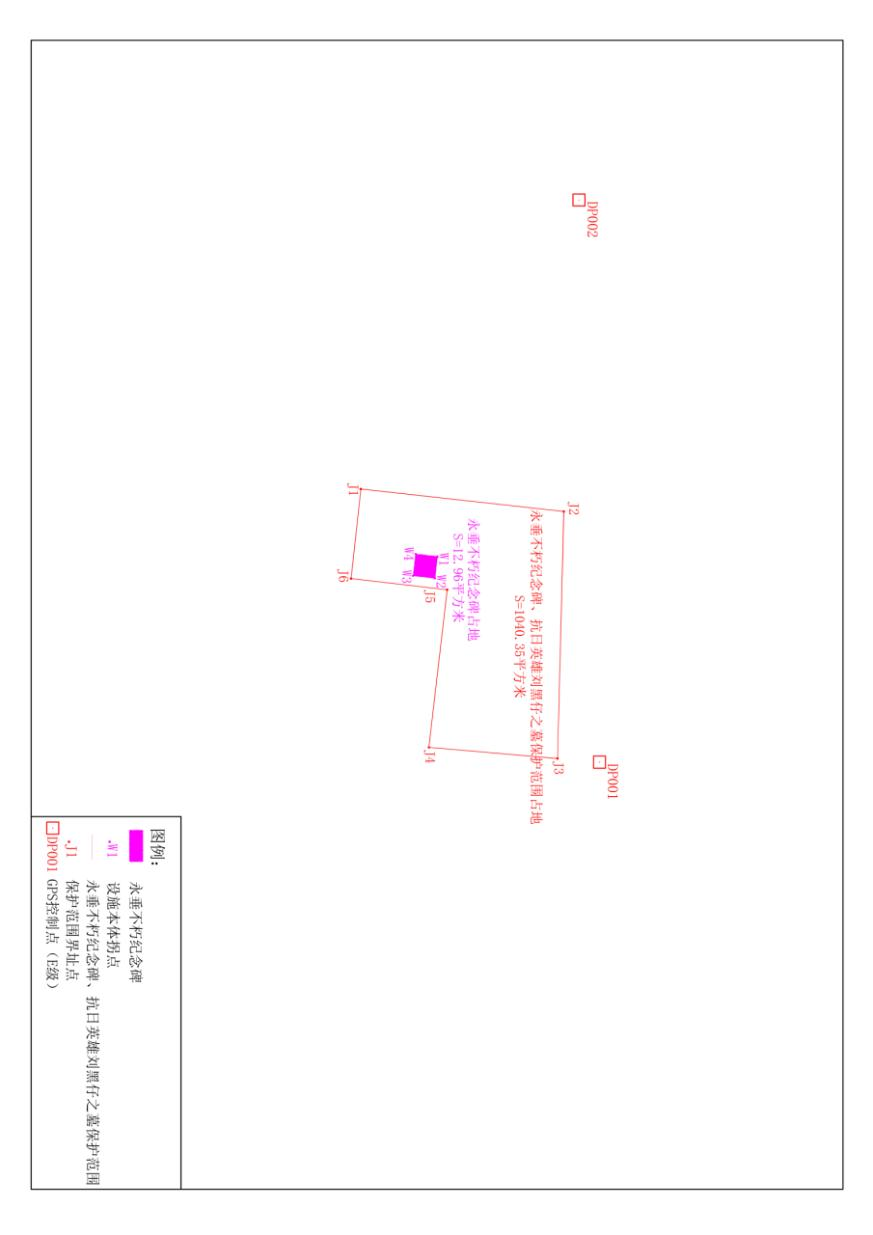 DP002
DP001
J2
J3
永垂不朽纪念碑、抗日英雄刘黑仔之墓保护范围占地
S=1040.35平方米
永垂不朽纪念碑占地
S=12.96平方米
W1
W2
W4
W3
J5
J4
J1
J6
图例:
永垂不朽纪念碑
.W1 设施本体拐点
永垂不朽纪念碑、抗日英雄刘黑仔之墓保护范围
.J1 保护范围界址点
DP001 GPS控制点（E级）